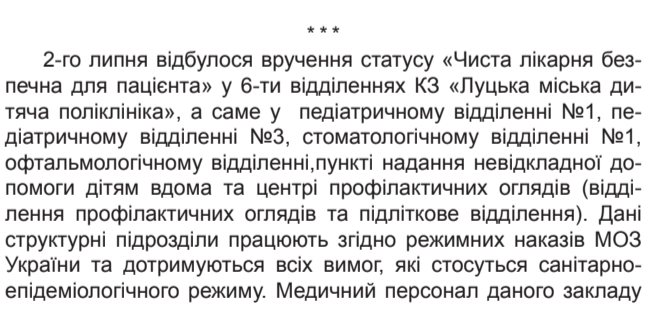 * * *
2-го липня відбулося вручення статусу «Чиста лікарня без-
печна для пацієнта» у 6-ти відділеннях КЗ «Луцька міська ди-
тяча поліклініка», а саме у  педіатричному відділенні №1, пе-
діатричному відділенні №3, стоматологічному відділенні №1,
офтальмологічному відділенні,пункті надання невідкладної до-
помоги дітям вдома та центрі профілактичних оглядів (відді-
лення профілактичних оглядів та підліткове відділення). Дані
структурні підрозділи працюють згідно режимних наказів МОЗ
України та дотримуються всіх вимог, які стосуться санітарно-
епідеміологічного режиму. Медичний персонал даного закладу